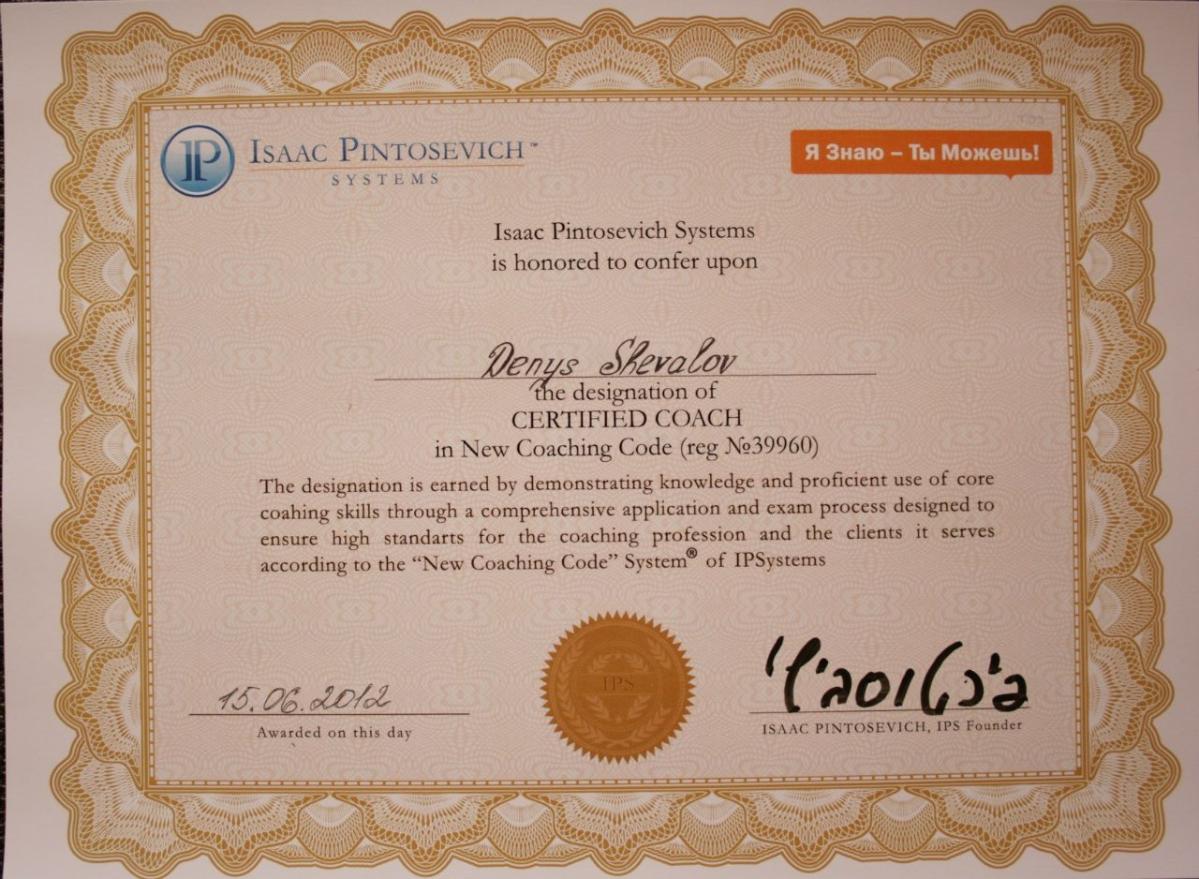 IP ISAAC PINTOSEVICH™
SYSTEMS
Я Знаю – Ты Можешь!
Isaac Pintosevich Systems
is honored to confer upon
Denys Shevalov
the designation of
CERTIFIED COACH
in New Coaching Code (reg №39960)
The designation is earned by demonstrating knowledge and proficient use of core
coahing skills through a comprehensive application and exam process designed to
ensure high standarts for the coaching profession and the clients it serves
according to the “New Coaching Code” System® of IPSystems
15.06.2012
Awarded on this day
IPS
ISAAC PINTOSEVICH, IPS Founder